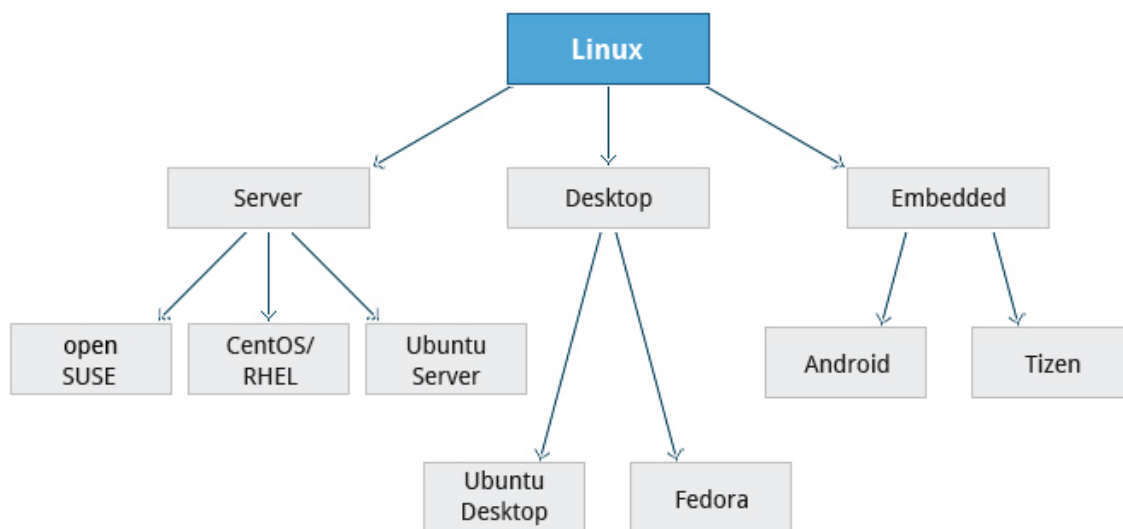 Linux
Server
Desktop
Embedded
open
SUSE
CentOS/
RHEL
Ubuntu
Server
Android
Tizen
Ubuntu
Desktop
Fedora